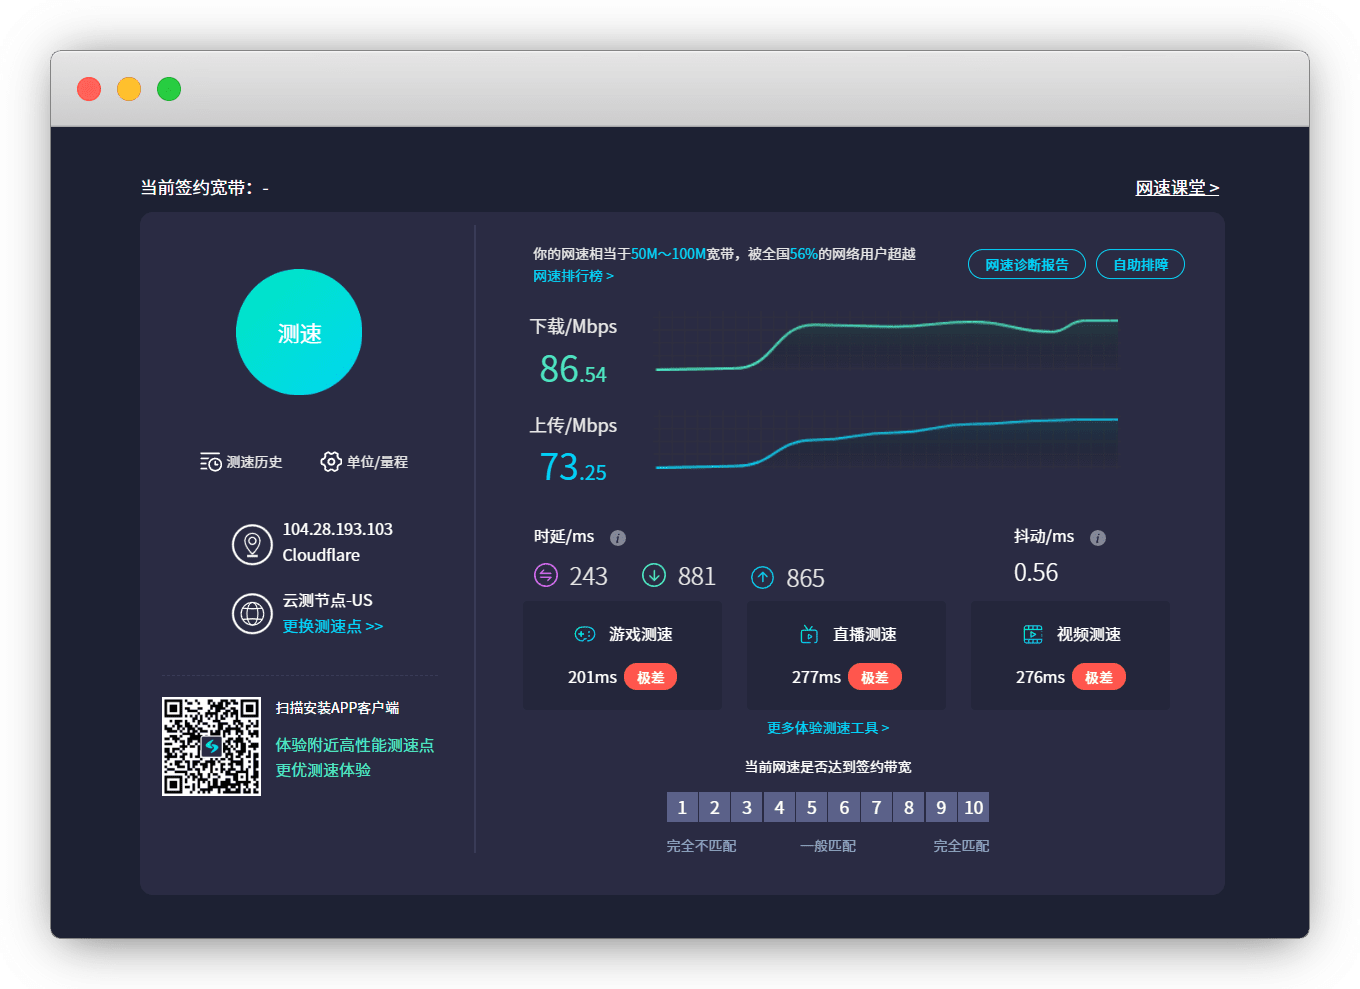 当前签约宽带：-
网速课堂 >
测速
测速历史
单位/量程
104.28.193.103
Cloudflare
云测节点-US
更换测速点 >>
扫描安装APP客户端
体验附近高性能测速点
更优测速体验
你的网速相当于50M～100M宽带，被全国56%的网络用户超越
网速排行榜 >
网速诊断报告
自助排障
下载/Mbps
86.54
上传/Mbps
73.25
时延/ms
243
881
865
抖动/ms
0.56
游戏测速
201ms 极差
直播测速
277ms 极差
视频测速
276ms 极差
更多体验测速工具 >
当前网速是否达到签约带宽
1 2 3 4 5 6 7 8 9 10
完全不匹配 一般匹配 完全匹配